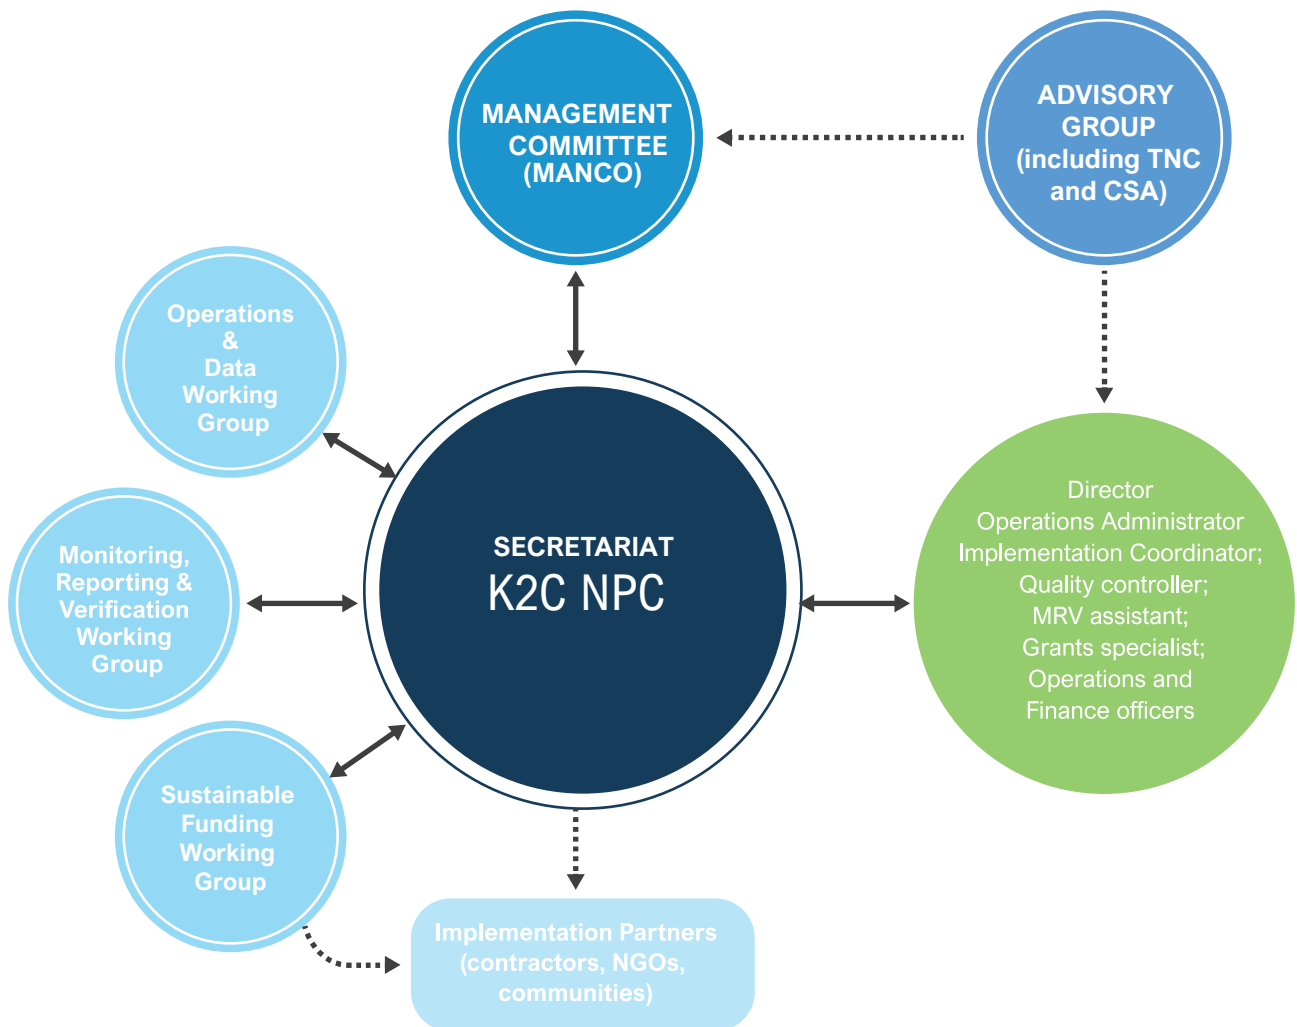 MANAGEMENT
COMMITTEE
(MANCO)
ADVISORY
GROUP
(including TNC
and CSA)
Operations
&
Data
Working
Group
Monitoring,
Reporting &
Verification
Working
Group
Sustainable
Funding
Working
Group
SECRETARIAT
K2C NPC
Director
Operations Administrator
Implementation Coordinator;
Quality controller;
MRV assistant;
Grants specialist;
Operations and
Finance officers
Implementation Partners
(contractors, NGOs,
communities)